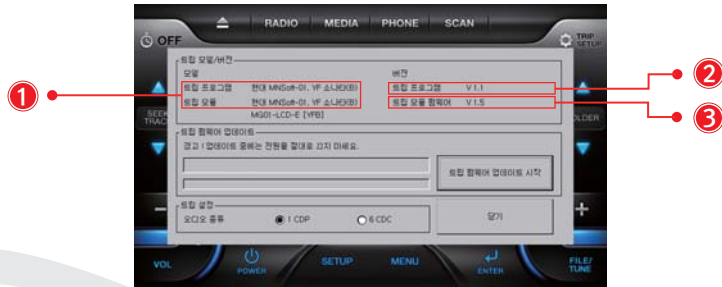 RADIO MEDIA PHONE SCAN
OFF
TRIP
SETUP
트립 모델/버전
모델 버전
트립 프로그램 현대 MNSoft-01, YF 소나타(B) 트립 프로그램 V 1.1
트립 모듈 현대 MNSoft-01, YF 소나타(B) 트립 모듈 펌웨어 V 1.5
MG01-LCD-E [YFB]
1
2
3
SEEK
TRACK
FOLDER
트립 펌웨어 업데이트
경고 ! 업데이트 중에는 전원을 절대로 끄지 마세요.
트립 펌웨어 업데이트 시작
트립 설정
오디오 종류 1 CDP 6 CDC
닫기
VOL POWER SETUP MENU ENTER
FILE/
TUNE